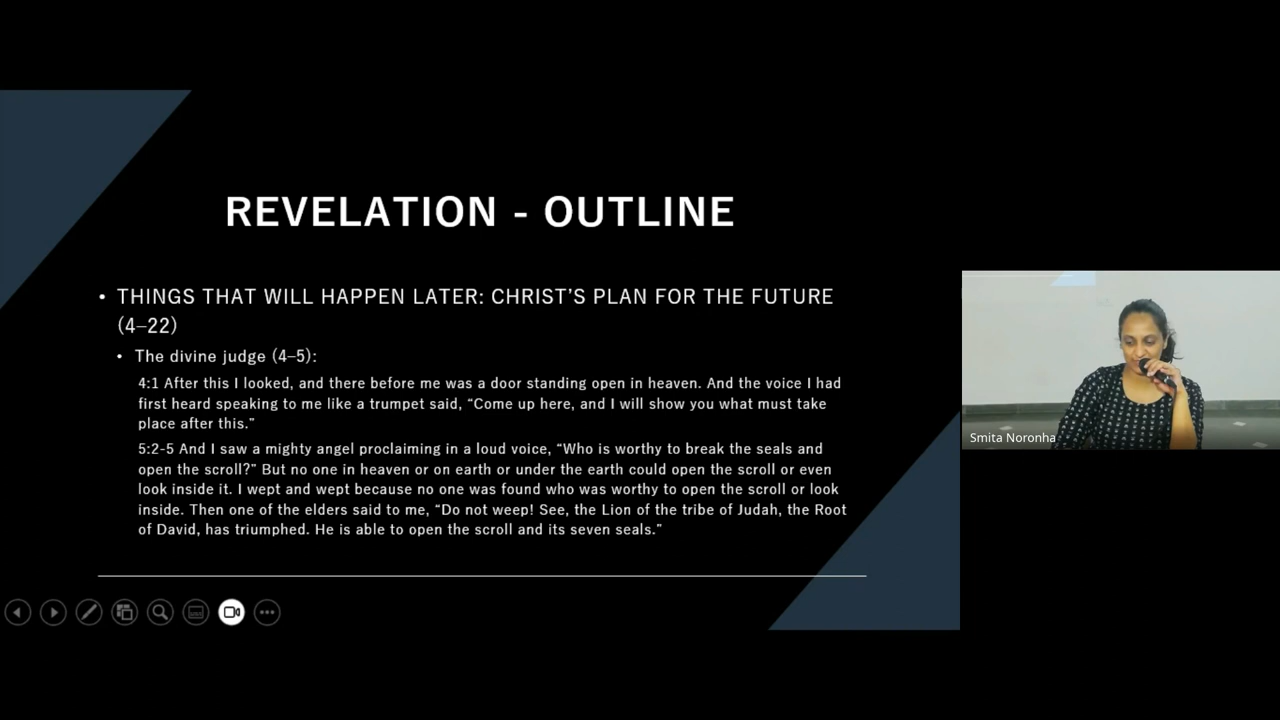 REVELATION - OUTLINE
• THINGS THAT WILL HAPPEN LATER: CHRIST’S PLAN FOR THE FUTURE
(4–22)
• The divine judge (4–5):
4:1 After this I looked, and there before me was a door standing open in heaven. And the voice I had
first heard speaking to me like a trumpet said, “Come up here, and I will show you what must take
place after this.”
5:2-5 And I saw a mighty angel proclaiming in a loud voice, “Who is worthy to break the seals and
open the scroll?” But no one in heaven or on earth or under the earth could open the scroll or even
look inside it. I wept and wept because no one was found who was worthy to open the scroll or look
inside. Then one of the elders said to me, “Do not weep! See, the Lion of the tribe of Judah, the Root
of David, has triumphed. He is able to open the scroll and its seven seals.”
Smita Noronha